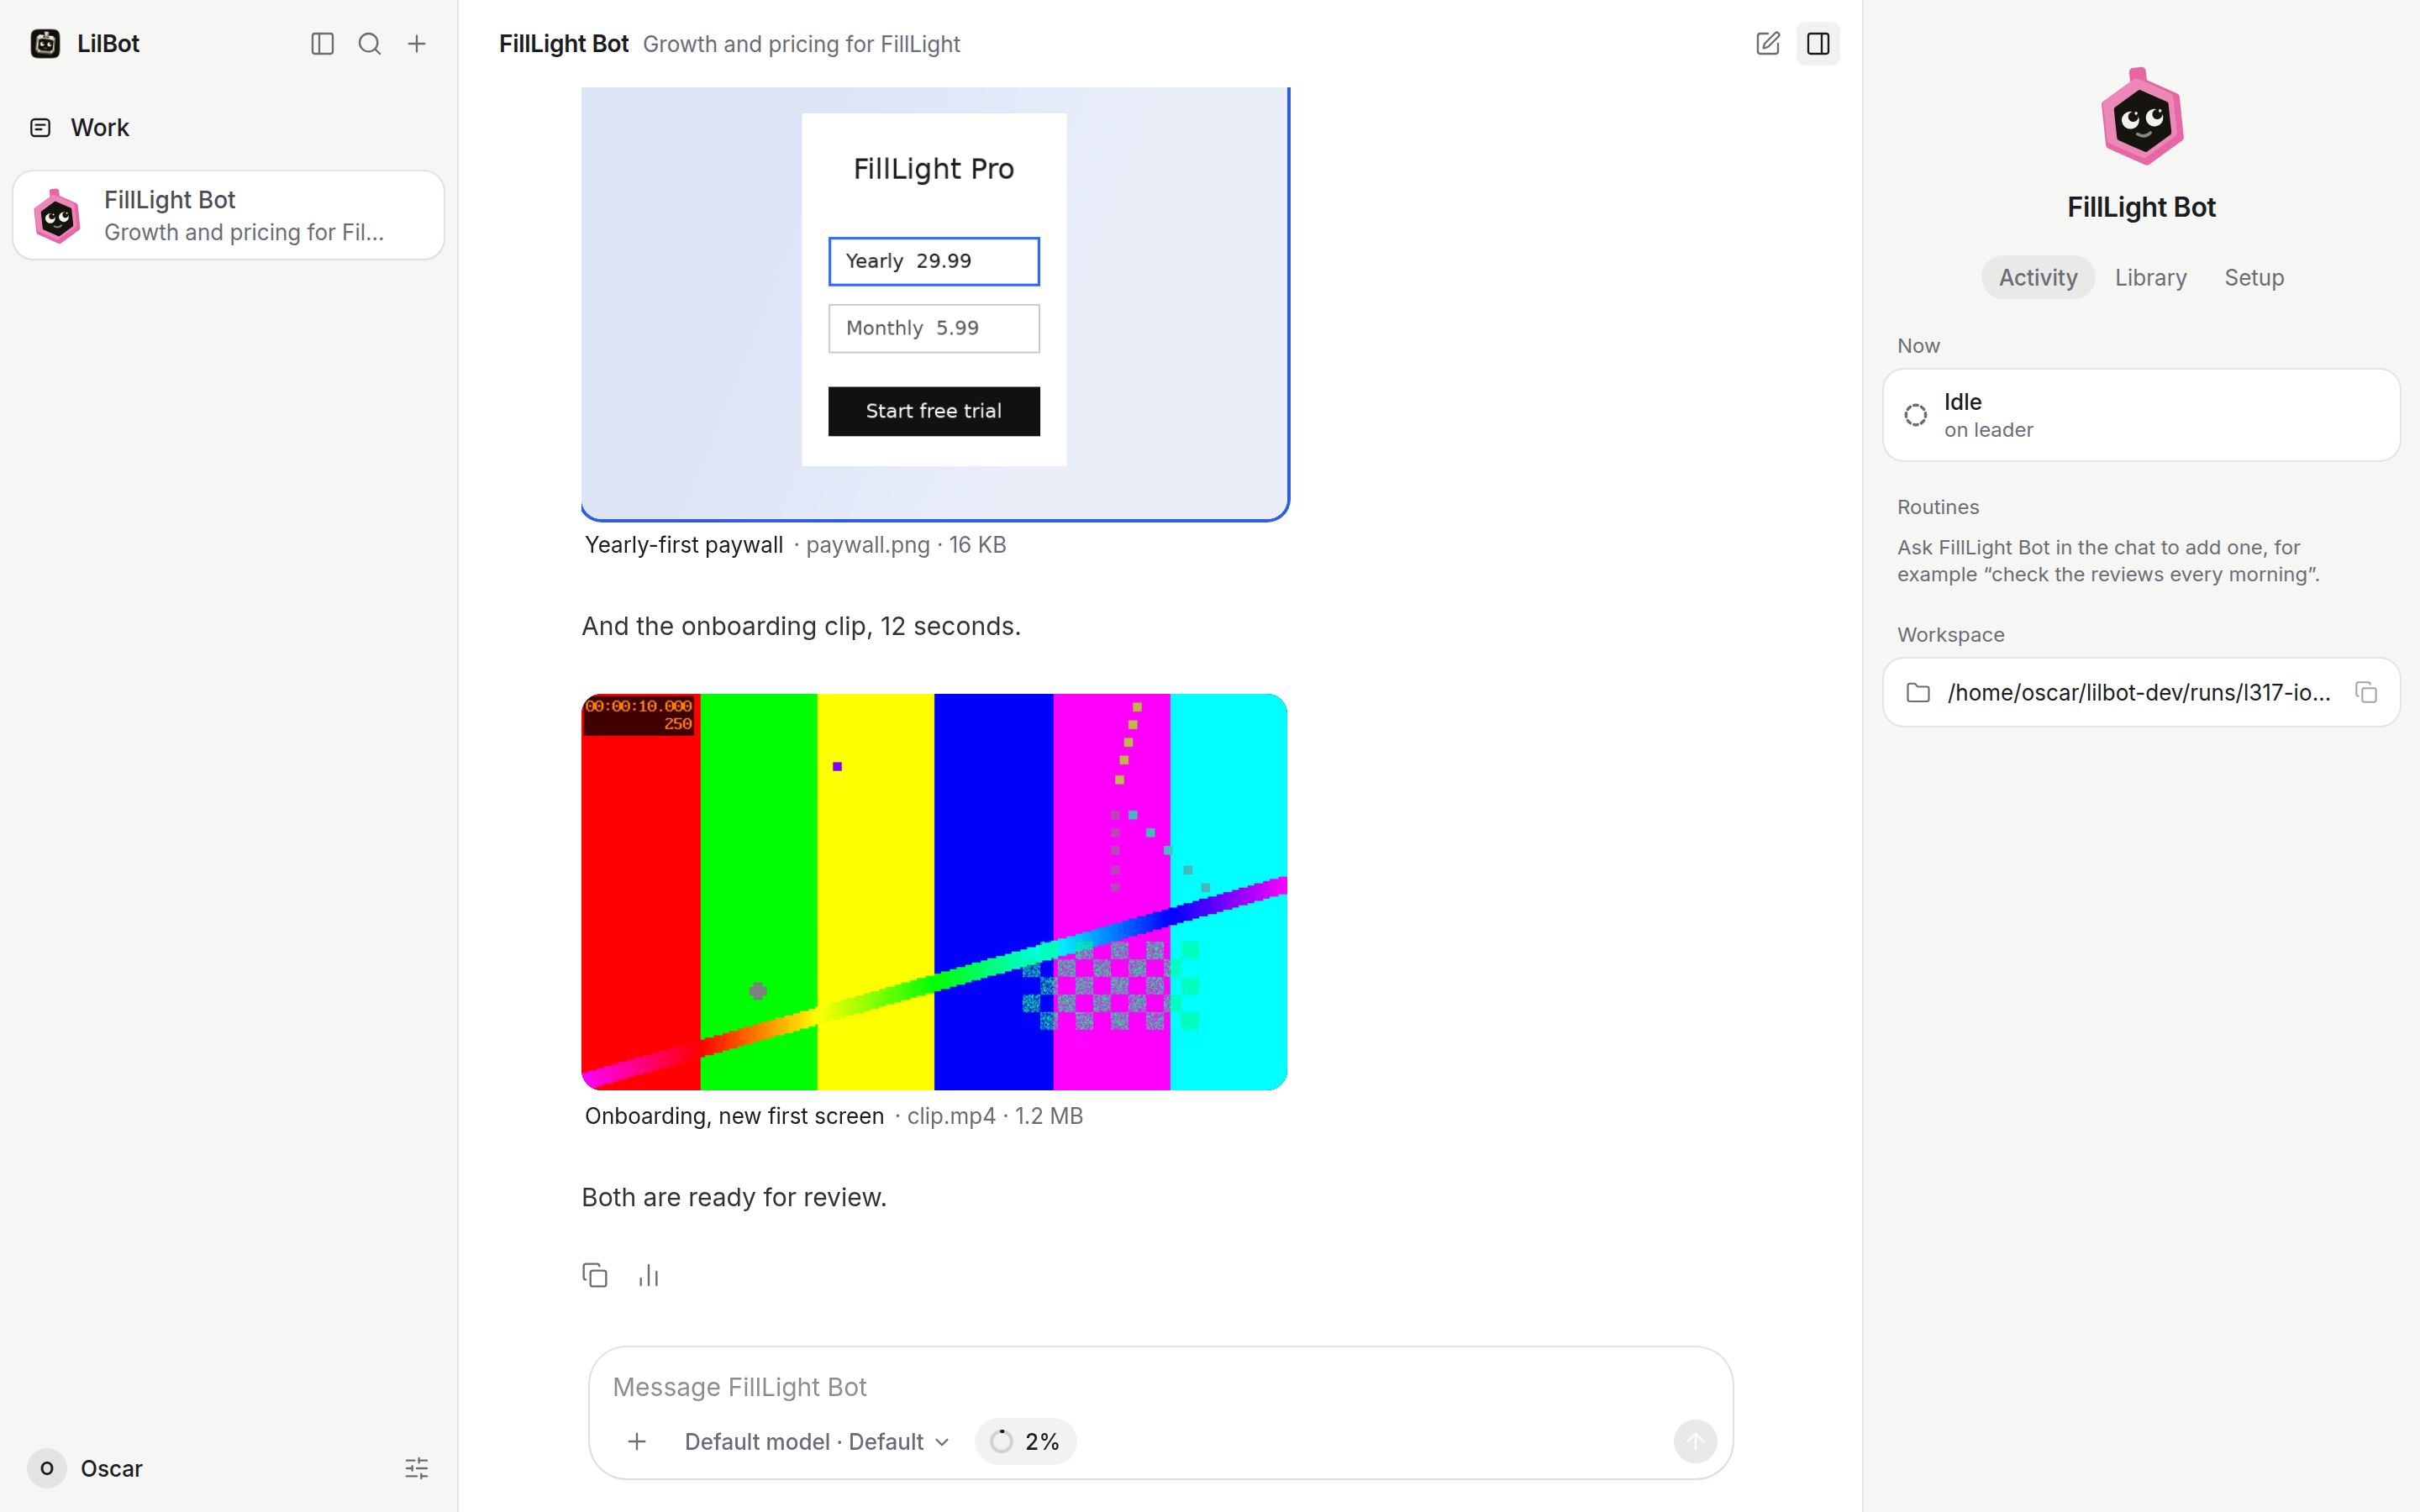 LilBot
Work
FillLight Bot
Growth and pricing for Fil...
O Oscar
FillLight Bot Growth and pricing for FillLight
FillLight Pro
Yearly 29.99
Monthly 5.99
Start free trial
Yearly-first paywall · paywall.png · 16 KB
And the onboarding clip, 12 seconds.
00:00:10.000
250
Onboarding, new first screen · clip.mp4 · 1.2 MB
Both are ready for review.
Message FillLight Bot
Default model · Default 2%
FillLight Bot
Activity Library Setup
Now
Idle
on leader
Routines
Ask FillLight Bot in the chat to add one, for
example “check the reviews every morning”.
Workspace
/home/oscar/lilbot-dev/runs/l317-io...